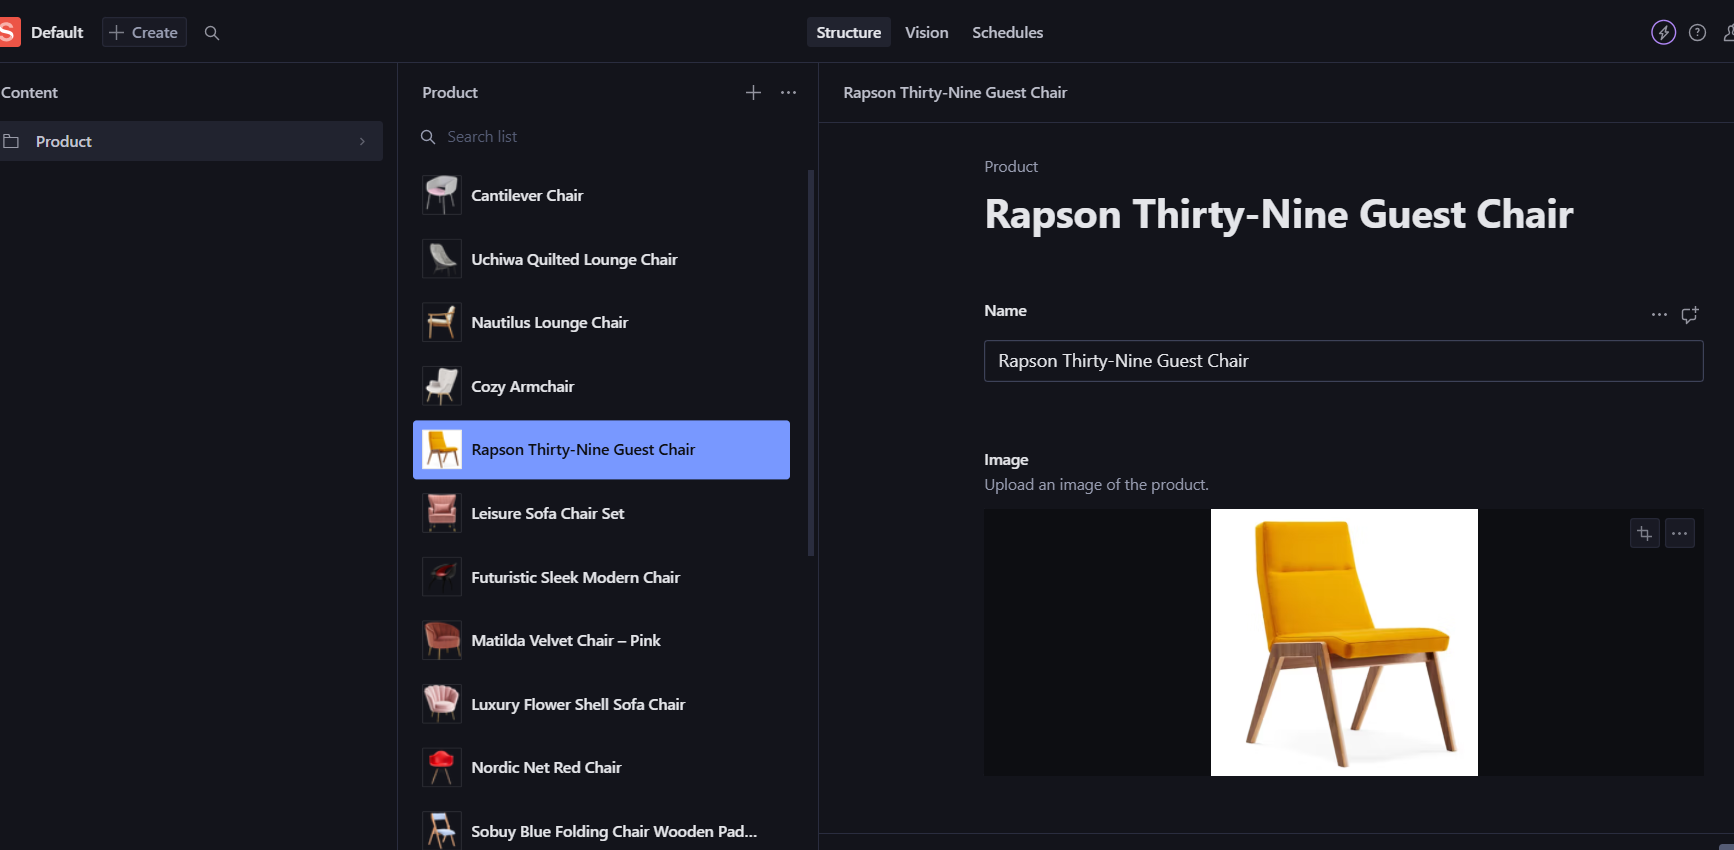 S Default
Create
Structure
Vision
Schedules
?
Content
Product
Product
Search list
Cantilever Chair
Uchiwa Quilted Lounge Chair
Nautilus Lounge Chair
Cozy Armchair
Rapson Thirty-Nine Guest Chair
Leisure Sofa Chair Set
Futuristic Sleek Modern Chair
Matilda Velvet Chair – Pink
Luxury Flower Shell Sofa Chair
Nordic Net Red Chair
Sobuy Blue Folding Chair Wooden Pad...
Rapson Thirty-Nine Guest Chair
Product
Rapson Thirty-Nine Guest Chair
Name
Rapson Thirty-Nine Guest Chair
Image
Upload an image of the product.